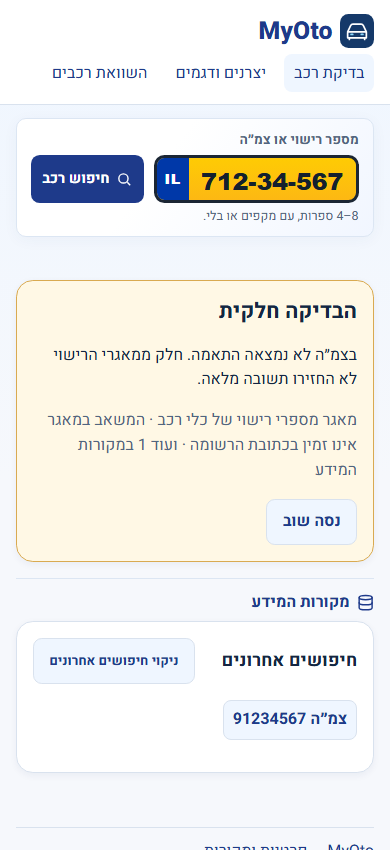 MyOto
בדיקת רכב
יצרנים ודגמים
השוואת רכבים
מספר רישוי או צמ״ה
IL 712-34-567
חיפוש רכב
4–8 ספרות, עם מקפים או בלי.
הבדיקה חלקית
בצמ״ה לא נמצאה התאמה. חלק ממאגרי הרישוי
לא החזירו תשובה מלאה.
מאגר מספרי רישוי של כלי רכב · המשאב במאגר
אינו זמין בכתובת הרשומה · ועוד 1 במקורות
המידע
נסה שוב
מקורות המידע
חיפושים אחרונים
ניקוי חיפושים אחרונים
צמ״ה 91234567
MyOto — פרטיות ומקורות